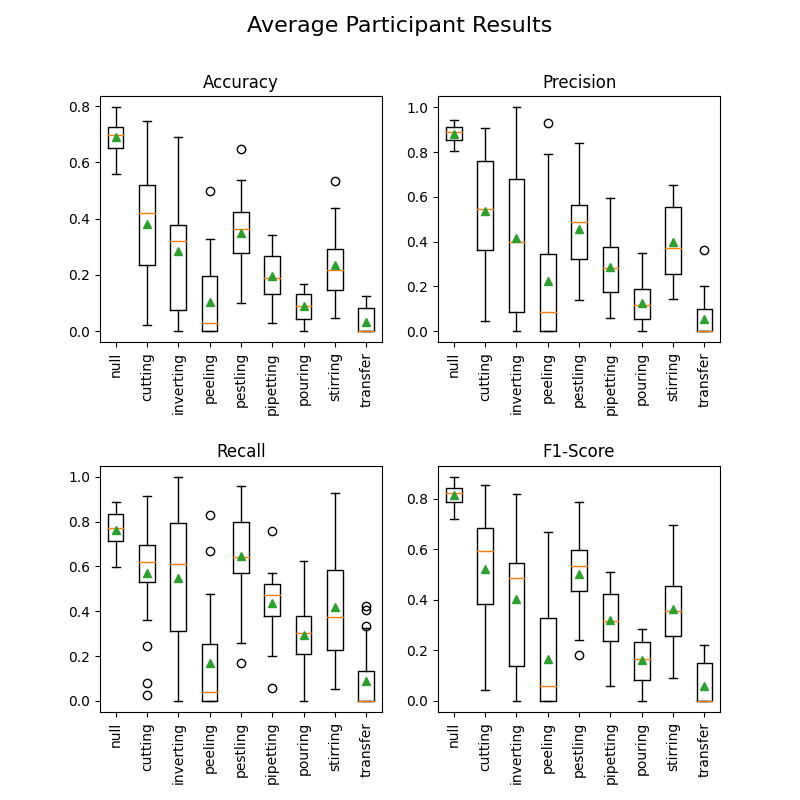 Average Participant Results
Accuracy
0.8
0.6
0.4
0.2
0.0
null
cutting
inverting
peeling
pestling
pipetting
pouring
stirring
transfer
Precision
1.0
0.8
0.6
0.4
0.2
0.0
null
cutting
inverting
peeling
pestling
pipetting
pouring
stirring
transfer
Recall
1.0
0.8
0.6
0.4
0.2
0.0
null
cutting
inverting
peeling
pestling
pipetting
pouring
stirring
transfer
F1-Score
0.8
0.6
0.4
0.2
0.0
null
cutting
inverting
peeling
pestling
pipetting
pouring
stirring
transfer